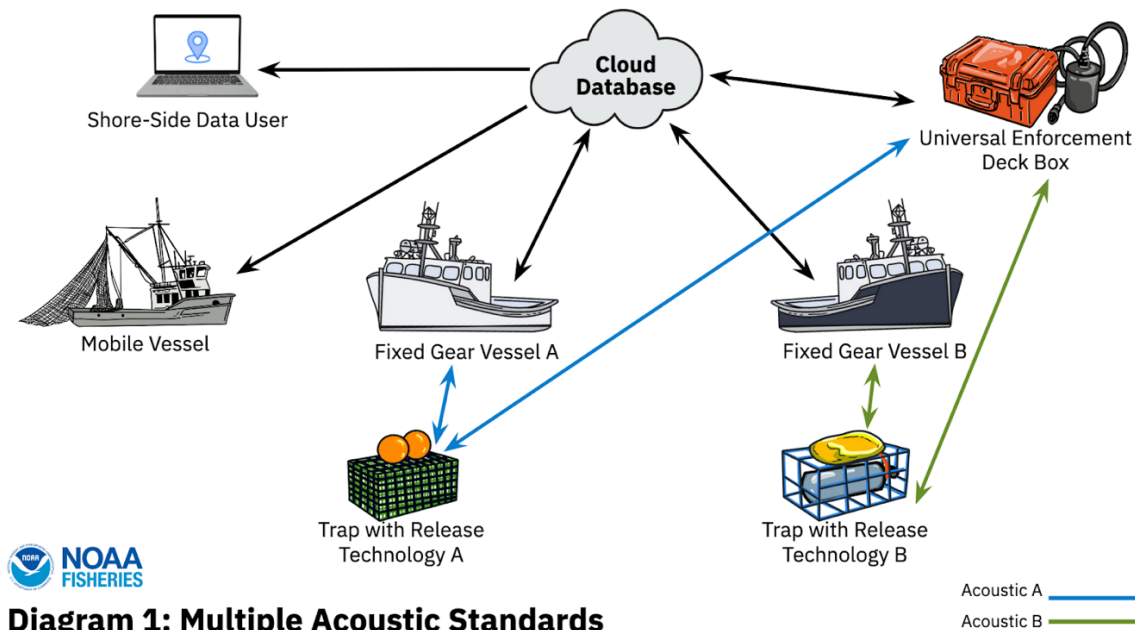 Cloud
Database
Shore-Side Data User
Universal Enforcement
Deck Box
Mobile Vessel
Fixed Gear Vessel A
Fixed Gear Vessel B
Trap with Release
Technology A
Trap with Release
Technology B
NOAA
NOAA
FISHERIES
Acoustic A
Acoustic B
Diagram 1: Multiple Acoustic Standards